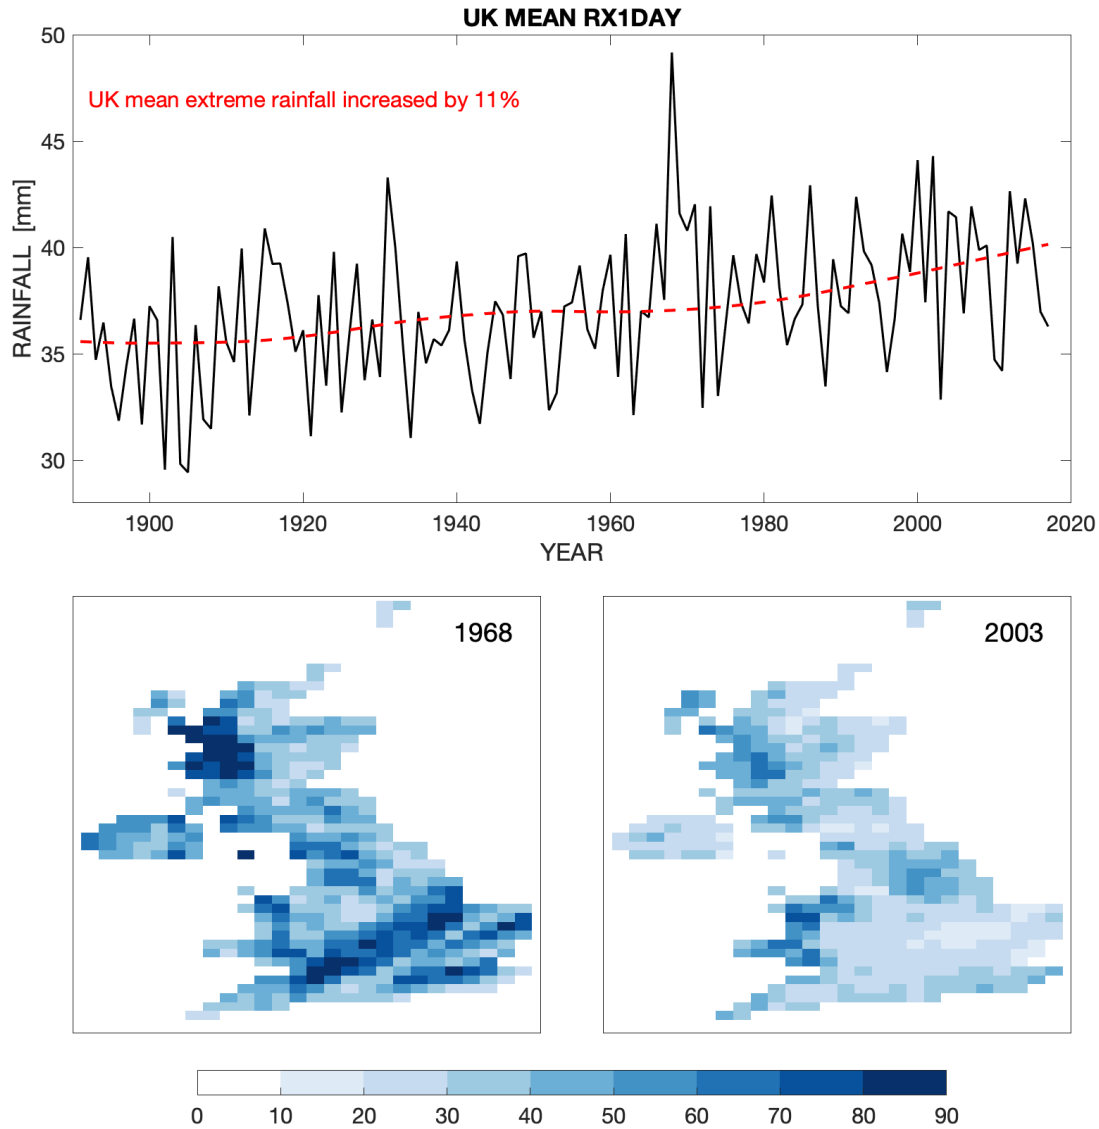 UK MEAN RX1DAY
50
UK mean extreme rainfall increased by 11%
45
40
35
30
RAINFALL [mm]
1900 1920 1940 1960 1980 2000 2020
YEAR
1968
2003
0 10 20 30 40 50 60 70 80 90